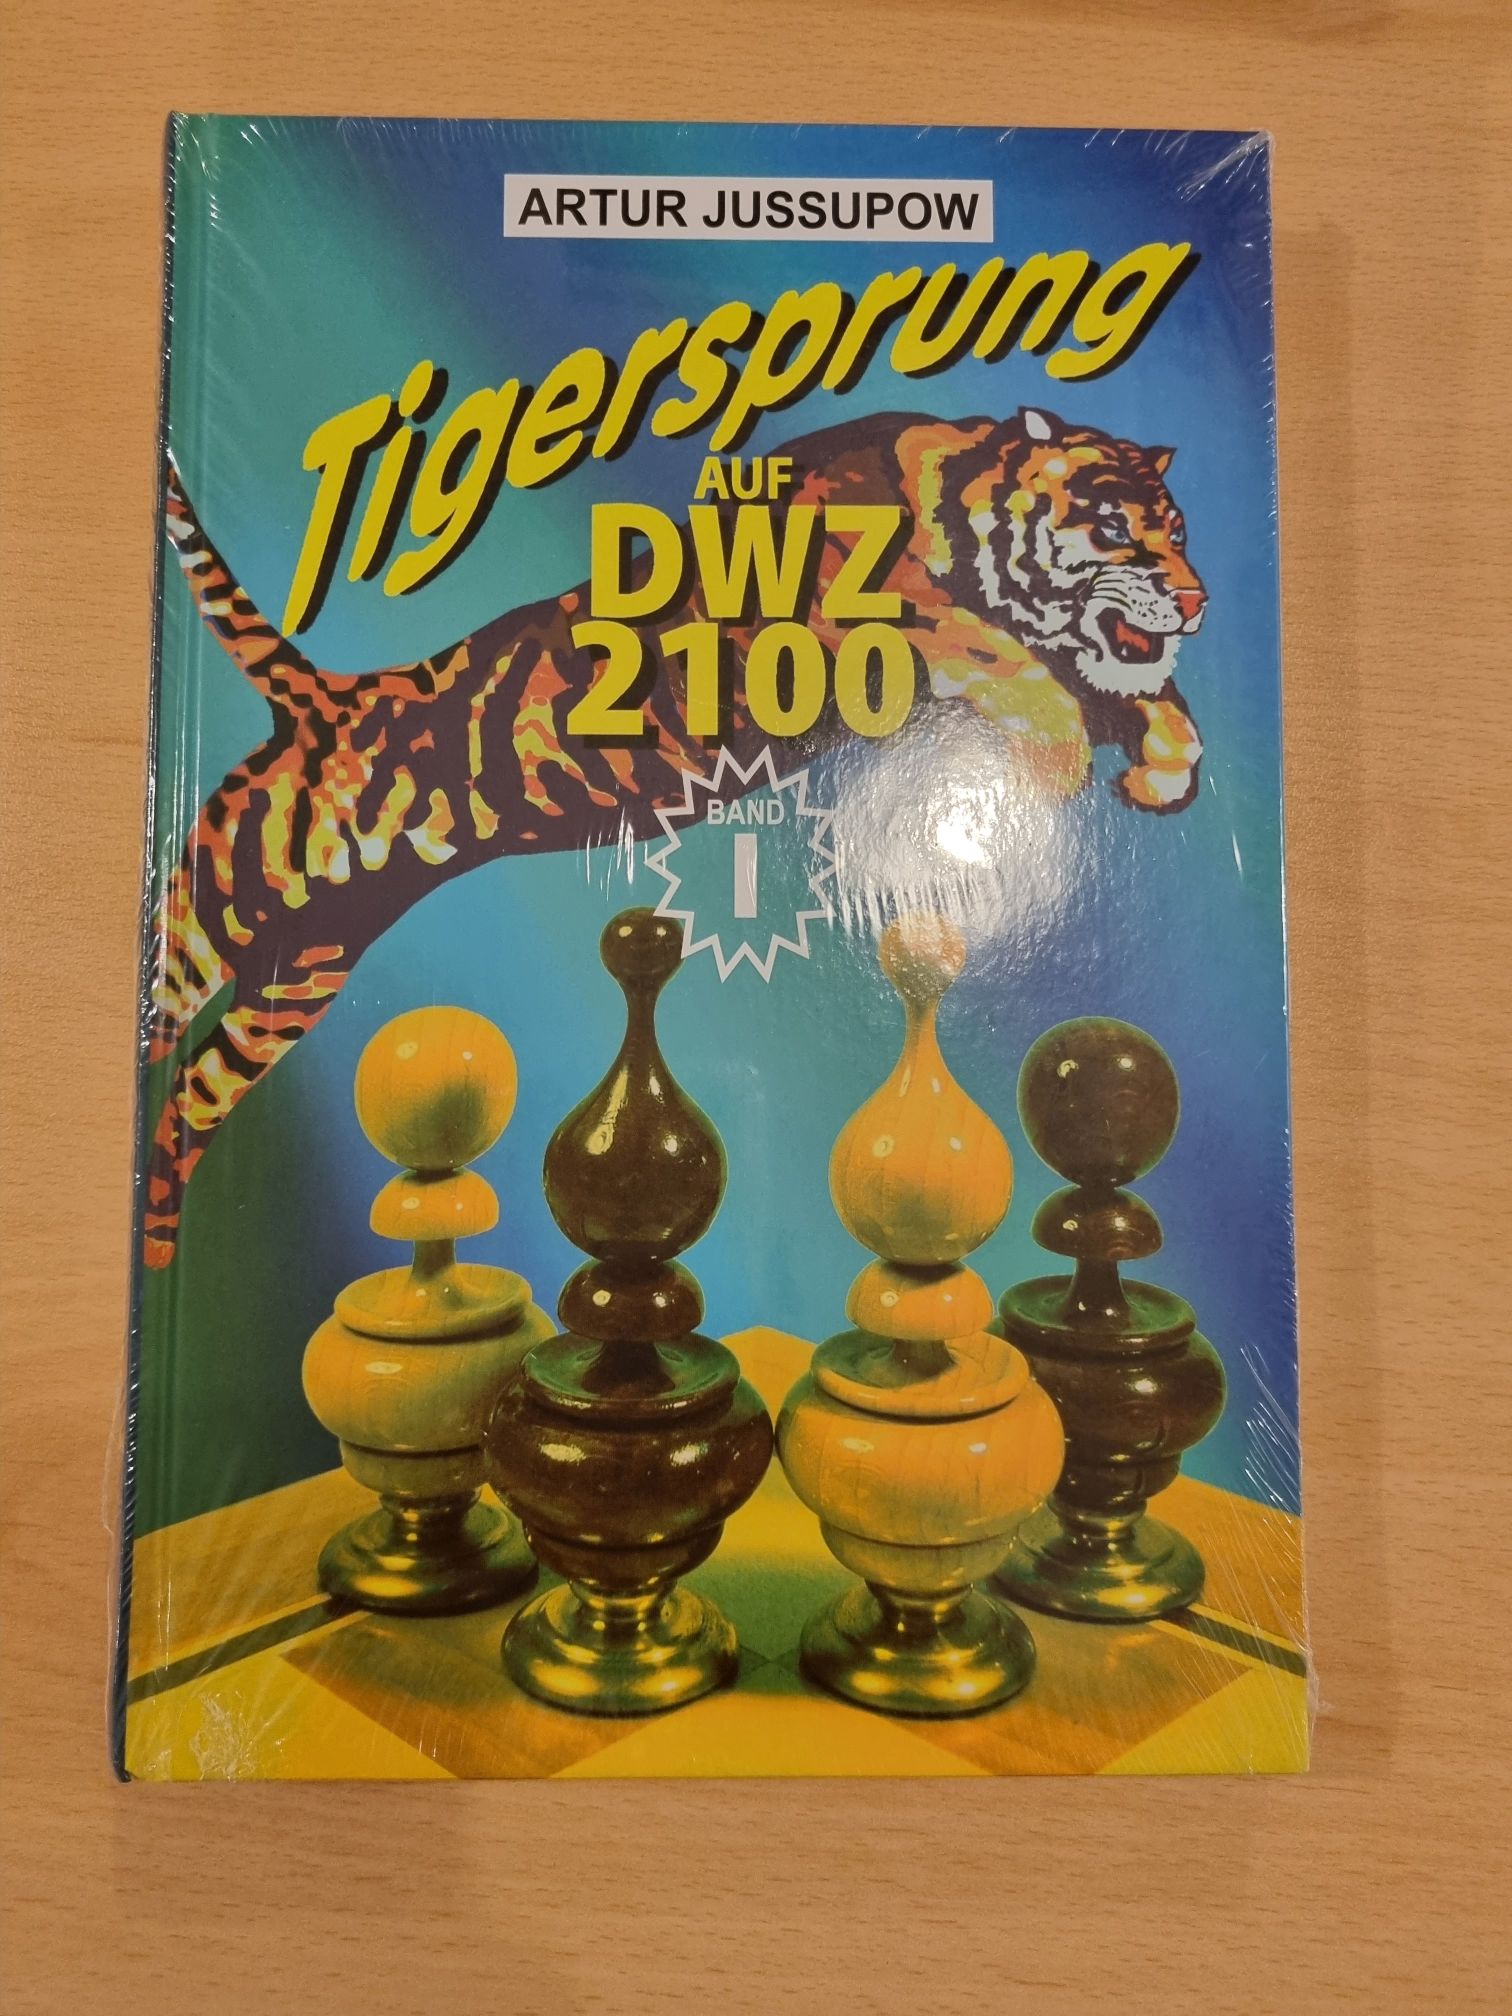 ARTUR JUSSUPOW
Tigersprung
AUF
DWZ
2100
BAND
I